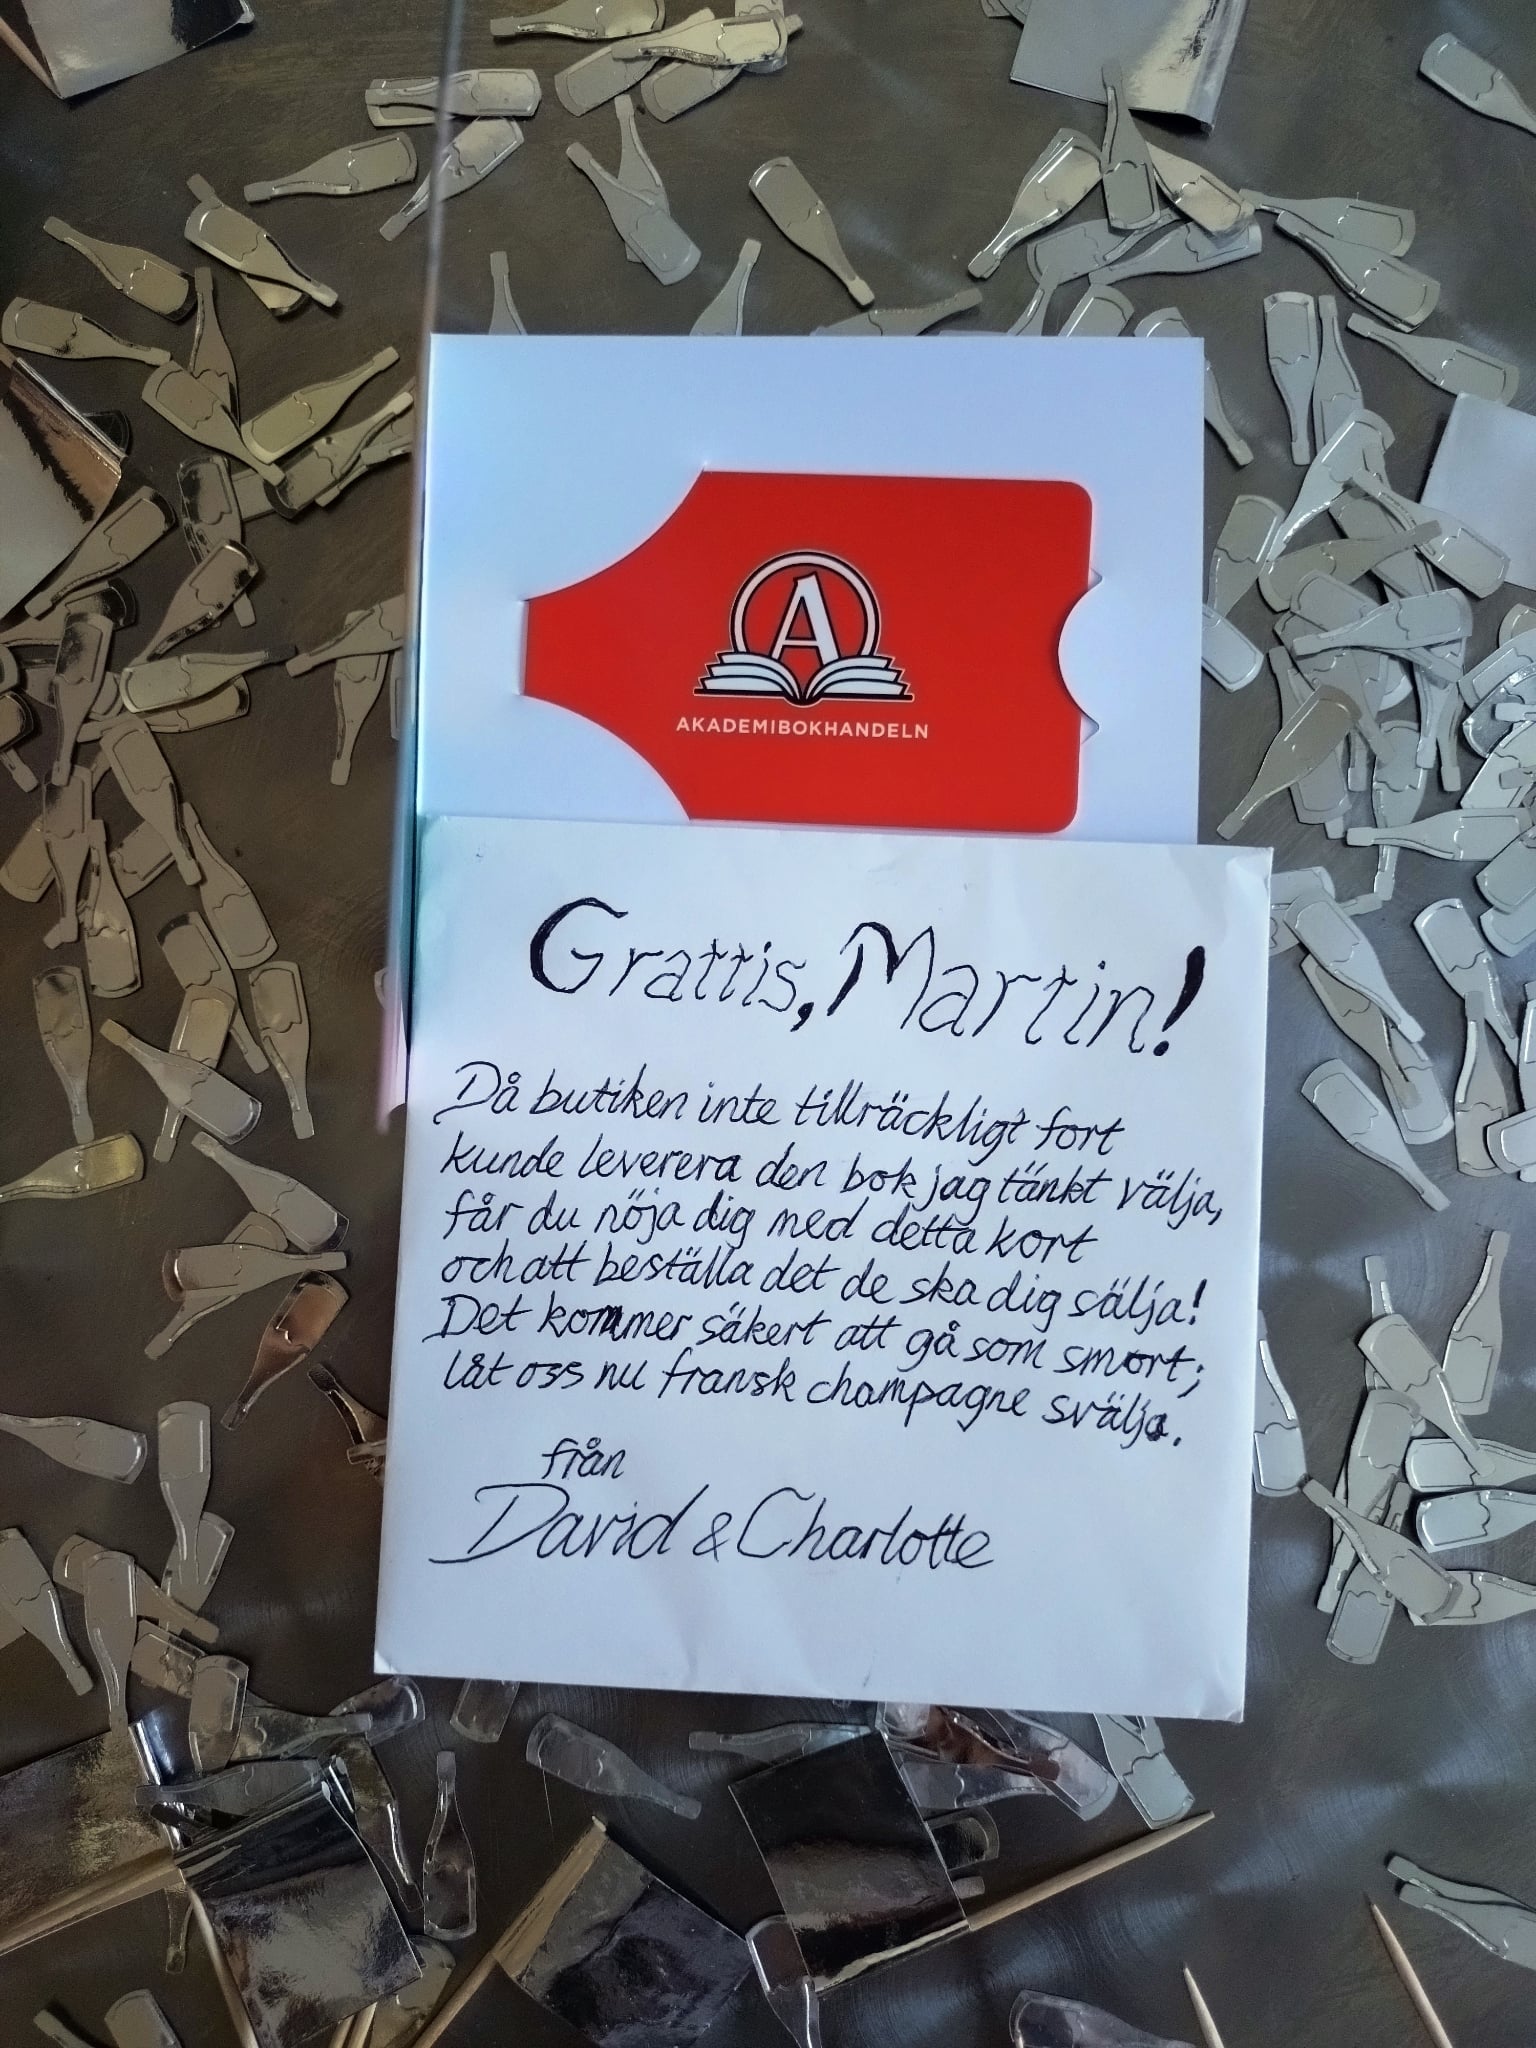 A
AKADEMIBOKHANDELN
Grattis, Martin!
Då butiken inte tillräckligt fort
kunde leverera den bok jag tänkt välja,
får du nöja dig med detta kort
och att beställa det de ska dig sälja!
Det kommer säkert att gå som smort;
låt oss nu fransk champagne svälja.
från
David & Charlotte